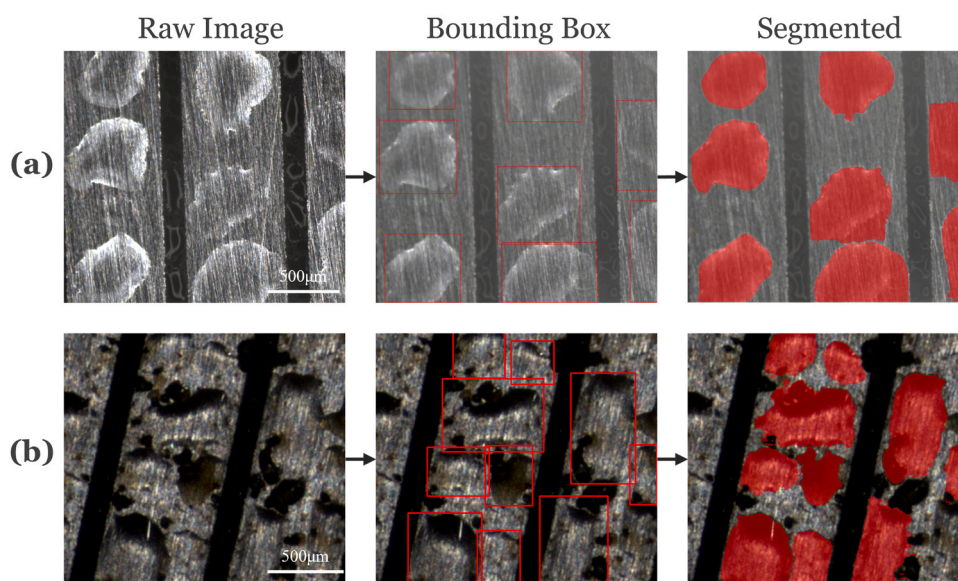 Raw Image
Bounding Box
Segmented
(a)
500μm
(b)
500μm